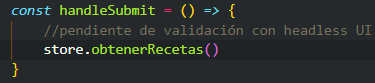 const handleSubmit = () => {
//pendiente de validación con headless UI
store.obtenerRecetas()
}